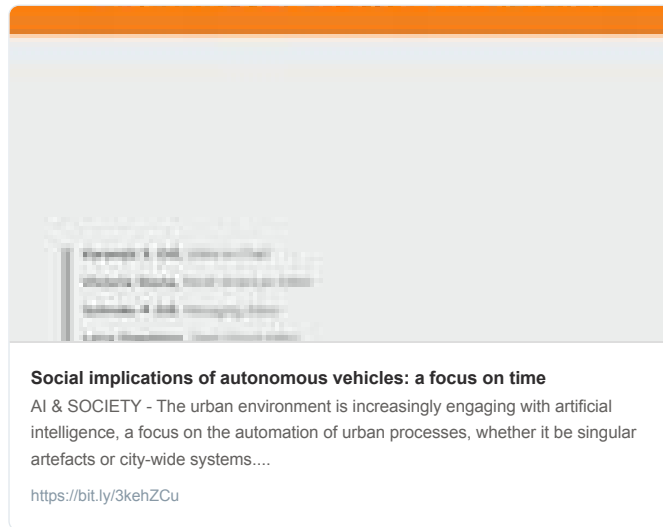 Social implications of autonomous vehicles: a focus on time
AI & SOCIETY - The urban environment is increasingly engaging with artificial
intelligence, a focus on the automation of urban processes, whether it be singular
artefacts or city-wide systems....
https://bit.ly/3kehZCu